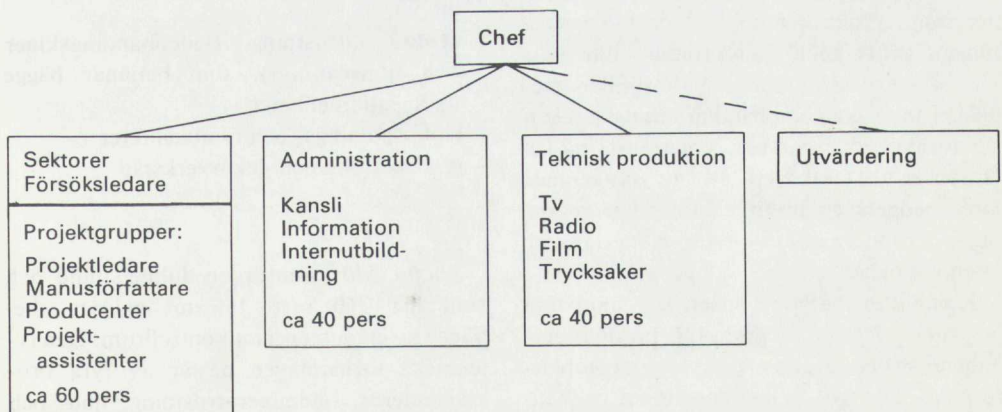 Chef
Sektorer
Försöksledare
Projektgrupper:
Projektledare
Manusförfattare
Producenter
Projekt-
assistenter
ca 60 pers
Administration
Kansli
Information
Internutbild-
ning
ca 40 pers
Teknisk produktion
Tv
Radio
Film
Trycksaker
ca 40 pers
Utvärdering